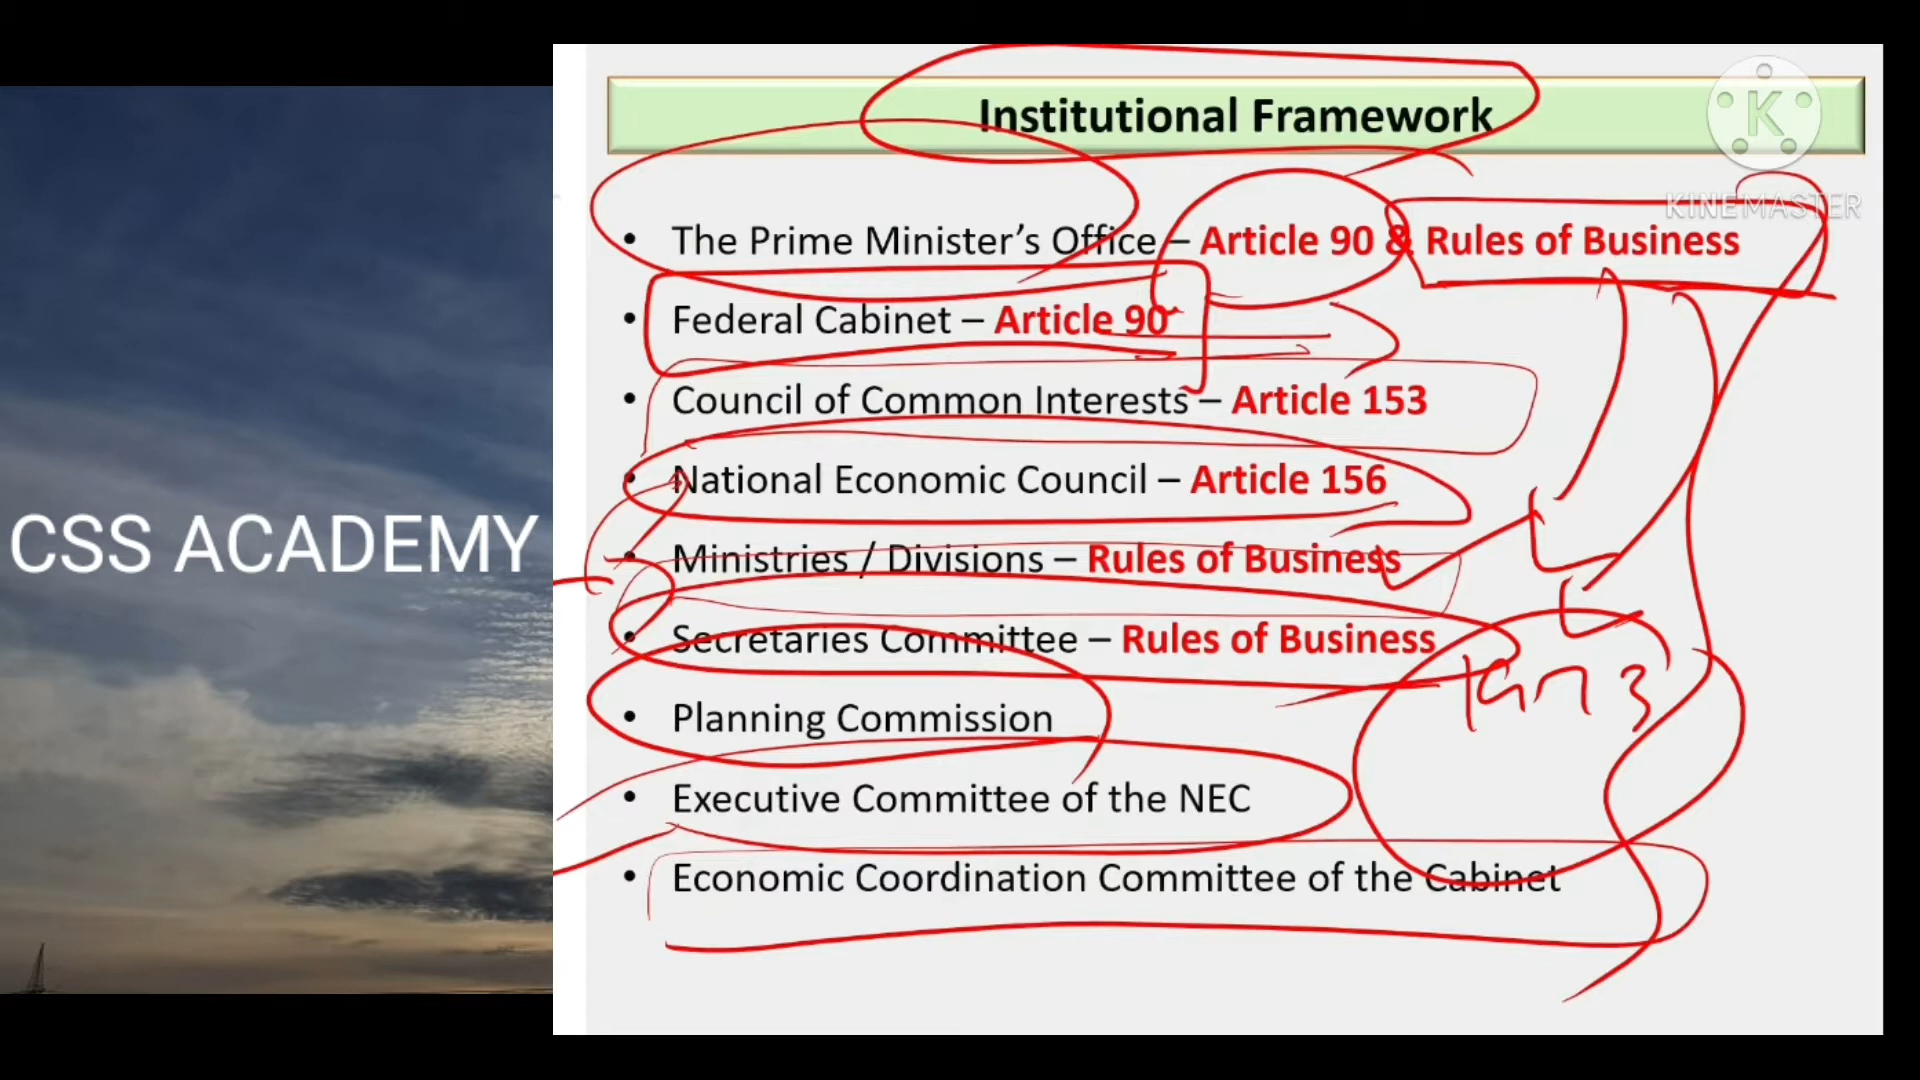 Institutional Framework
K
KINEMASTER
• The Prime Minister’s Office – Article 90 & Rules of Business
• Federal Cabinet – Article 90
• Council of Common Interests – Article 153
• National Economic Council – Article 156
CSS ACADEMY
• Ministries / Divisions – Rules of Business
• Secretaries Committee – Rules of Business
1973
• Planning Commission
• Executive Committee of the NEC
• Economic Coordination Committee of the Cabinet